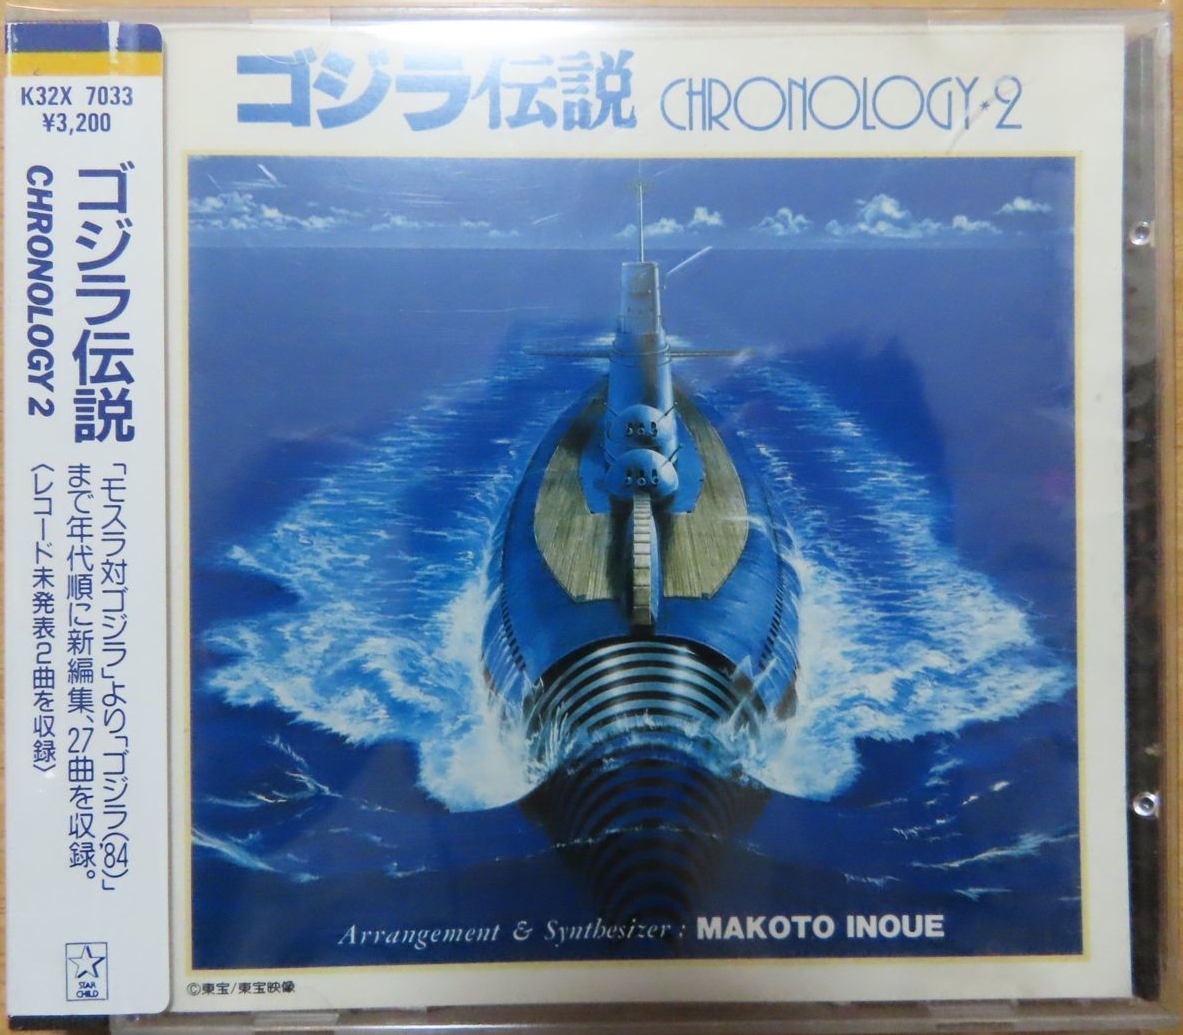 K32X 7033
¥3,200
ゴジラ伝説
CHRONOLOGY 2
「モスラ対ゴジラ」より「ゴジラ('84)」
まで年代順に新編集、27曲を収録。
〈レコード未発表2曲を収録〉
STAR
CHILD
ゴジラ伝説 CHRONOLOGY★2
Arrangement & Synthesizer : MAKOTO INOUE
©東宝/東宝映像